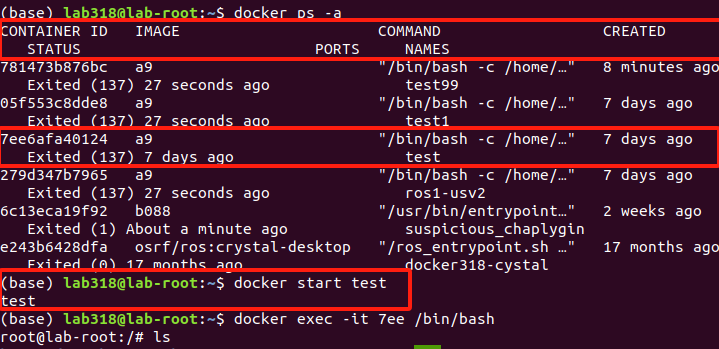 (base) lab318@lab-root:~$ docker ps -a
CONTAINER ID   IMAGE                        COMMAND                  CREATED
    STATUS                       PORTS     NAMES
781473b876bc   a9                           "/bin/bash -c /home/…"   8 minutes ago
    Exited (137) 27 seconds ago            test99
05f553c8dde8   a9                           "/bin/bash -c /home/…"   7 days ago
    Exited (137) 27 seconds ago            test1
7ee6afa40124   a9                           "/bin/bash -c /home/…"   7 days ago
    Exited (137) 7 days ago                test
279d347b7965   a9                           "/bin/bash -c /home/…"   7 days ago
    Exited (137) 27 seconds ago            ros1-usv2
6c13eca19f92   b088                         "/usr/bin/entrypoint…"   2 weeks ago
    Exited (1) About a minute ago          suspicious_chaplygin
e243b6428dfa   osrf/ros:crystal-desktop     "/ros_entrypoint.sh …"   17 months ago
    Exited (0) 17 months ago               docker318-cystal
(base) lab318@lab-root:~$ docker start test
test
(base) lab318@lab-root:~$ docker exec -it 7ee /bin/bash
root@lab-root:/# ls